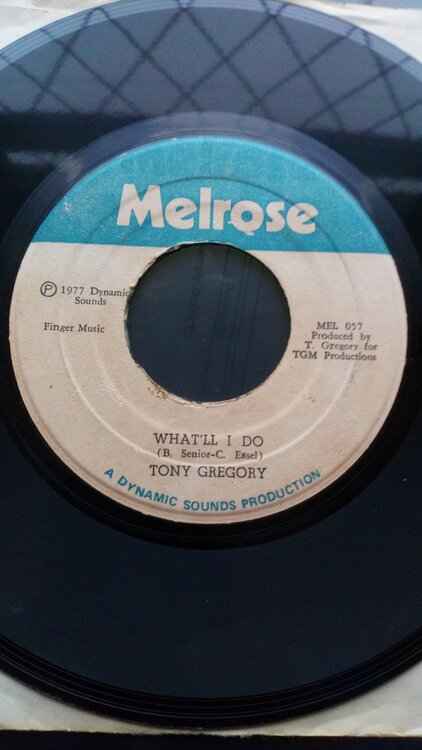 Melrose
Ⓟ 1977 Dynamic
Sounds
Finger Music
MEL 057
Produced by
T. Gregory for
TGM Productions
WHAT'LL I DO
(B. Senior-C. E8sel)
TONY GREGORY
A DYNAMIC SOUNDS PRODUCTION